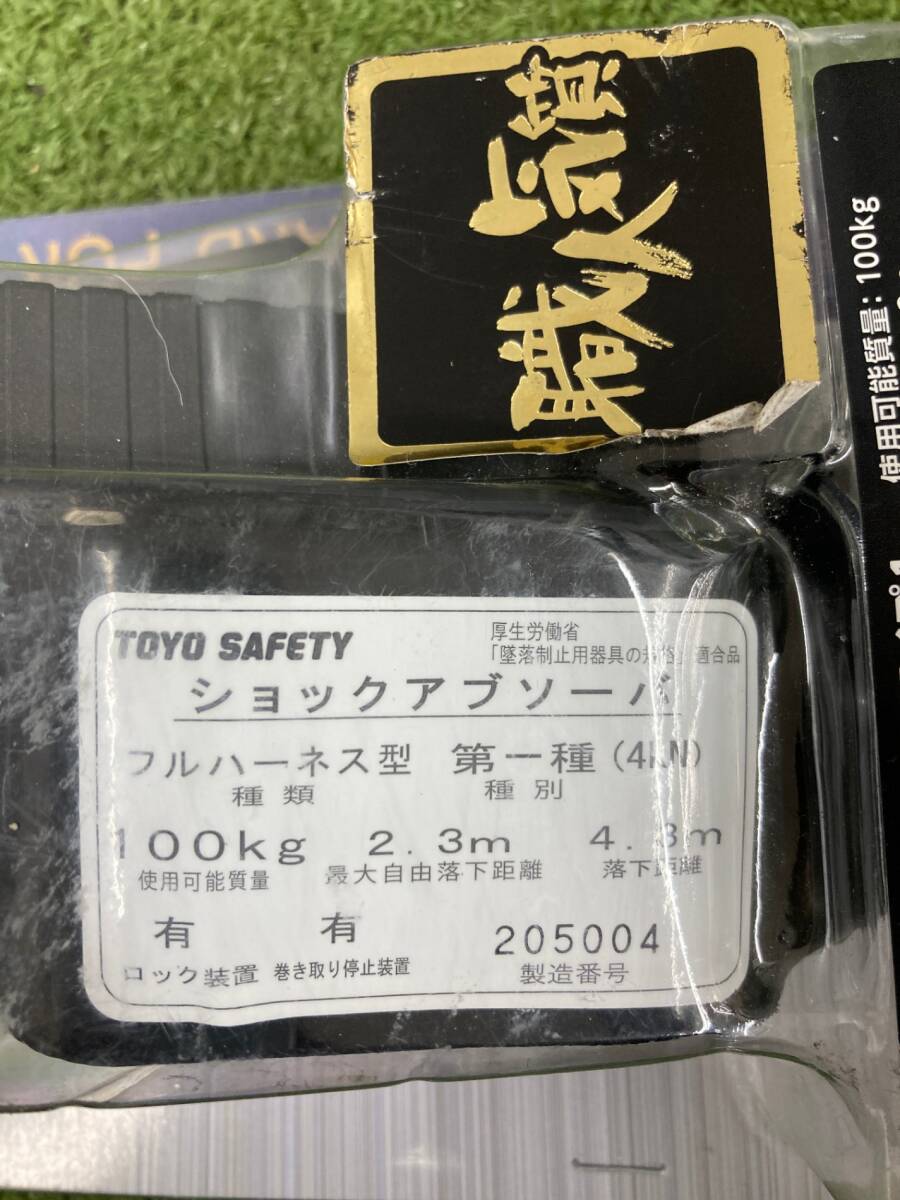 職人気質
使用可能質量: 100kg
TOYO SAFETY
厚生労働省
「墜落制止用器具の規格」適合品
ショックアブソーバ
フルハーネス型 第一種 (4kN)
種類 種別
100kg 2.3m 4.3m
使用可能質量 最大自由落下距離 落下距離
有 有 205004
ロック装置 巻き取り停止装置 製造番号